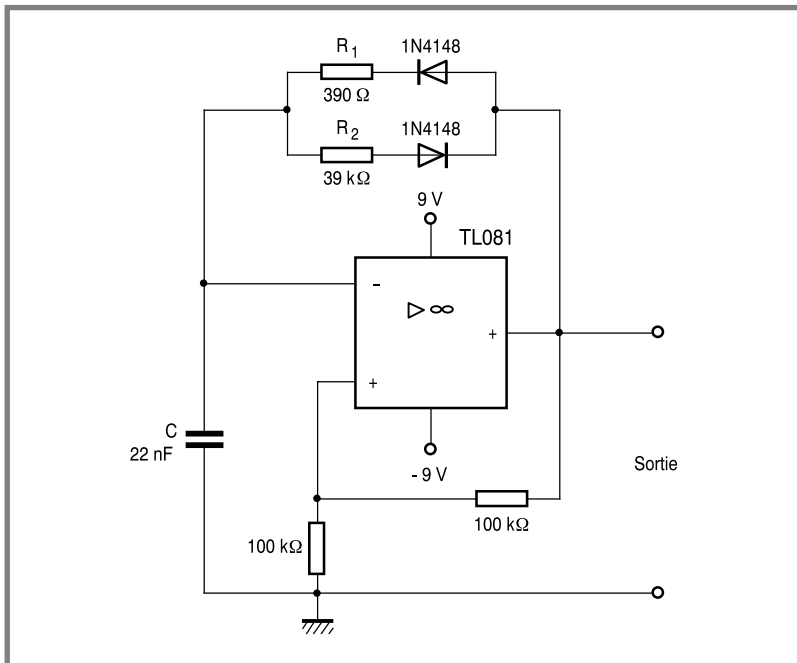 R1 1N4148
390 Ω
R2 1N4148
39 kΩ
9 V
TL081
-
▷ ∞
+
+
C
22 nF
- 9 V
Sortie
100 kΩ
100 kΩ